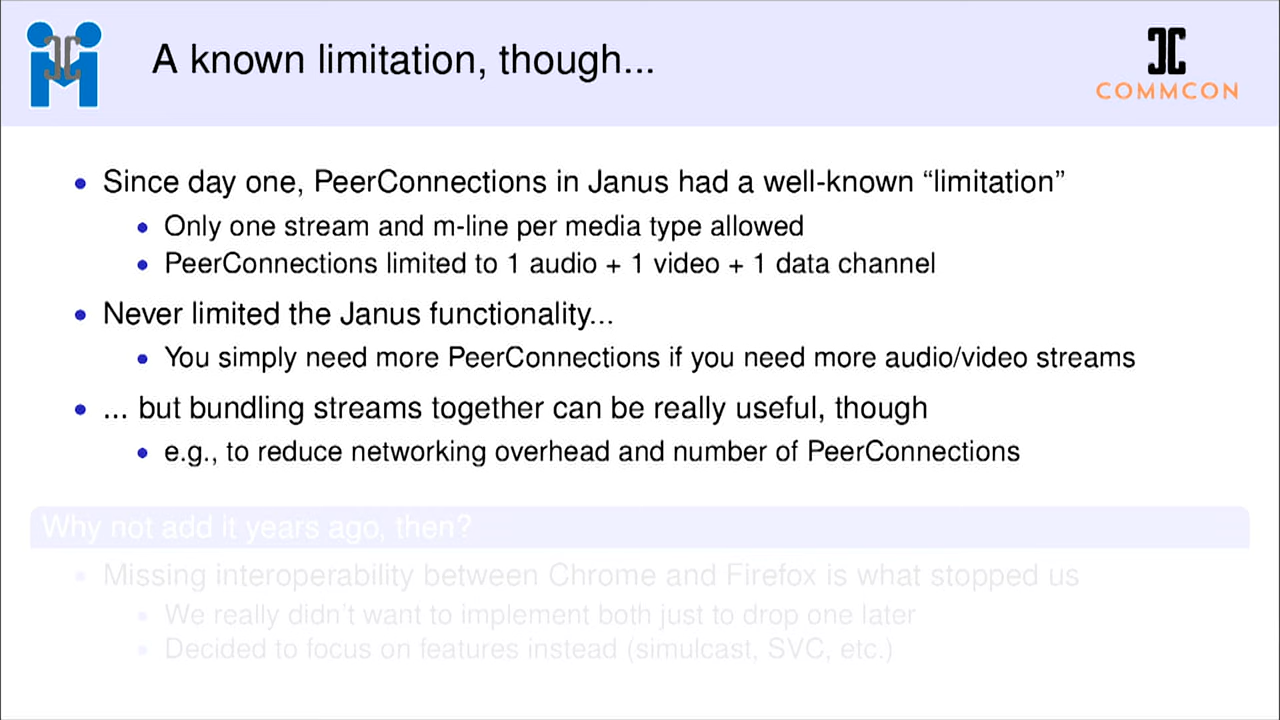 A known limitation, though...
COMMCON
• Since day one, PeerConnections in Janus had a well-known “limitation”
• Only one stream and m-line per media type allowed
• PeerConnections limited to 1 audio + 1 video + 1 data channel
• Never limited the Janus functionality...
• You simply need more PeerConnections if you need more audio/video streams
• ... but bundling streams together can be really useful, though
• e.g., to reduce networking overhead and number of PeerConnections
Why not add it years ago, then?
• Missing interoperability between Chrome and Firefox is what stopped us
• We really didn't want to implement both just to drop one later
• Decided to focus on features instead (simulcast, SVC, etc.)